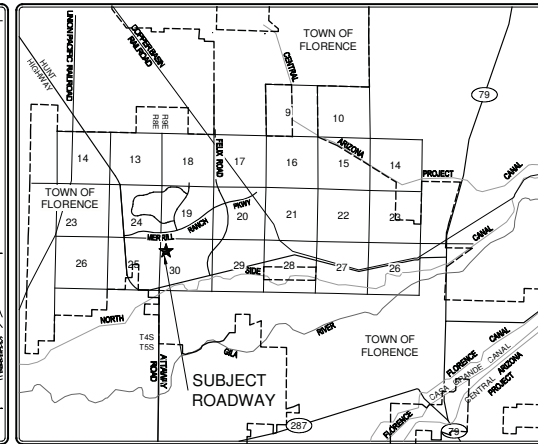 TOWN OF
FLORENCE
UNION PACIFIC RAILROAD
HUNT
HIGHWAY
COPPER BASIN
RAILROAD
CENTRAL
79
9
10
R8E
R9E
FELIX ROAD
ARIZONA
14
13
18
17
16
15
14
PROJECT
CANAL
TOWN OF
FLORENCE
23
24
19
20
21
22
23
MERRILL
RANCH
PKWY
CANAL
26
25
30
29
28
27
26
SIDE
NORTH
T4S
T5S
GILA
RIVER
TOWN OF
FLORENCE
ATTAWAY
ROAD
SUBJECT
ROADWAY
FLORENCE
CANAL
CASA GRANDE CANAL
CENTRAL
ARIZONA
PROJECT
FLORENCE
287
79